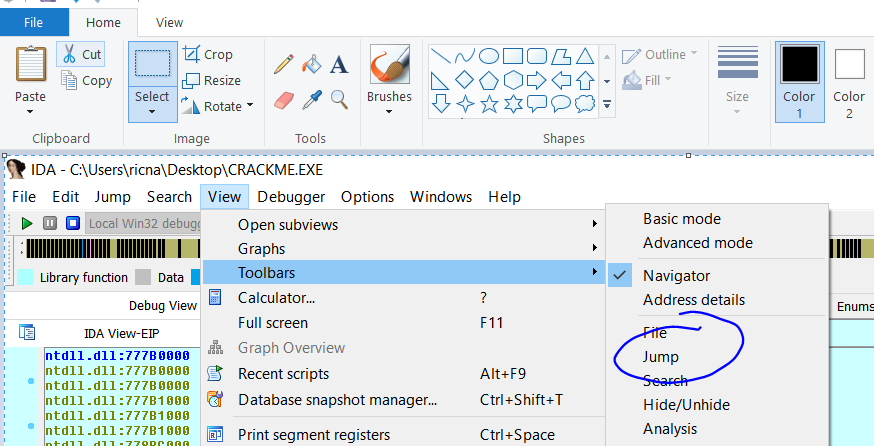 File Home View
Cut
Copy
Paste
Clipboard
Select
Crop
Resize
Rotate
Image
A
Tools
Brushes
Shapes
Outline
Fill
Size
Color 1
Color 2
IDA - C:\Users\ricna\Desktop\CRACKME.EXE
File Edit Jump Search View Debugger Options Windows Help
Local Win32 debugg
Library function Data
Debug View
Enums
IDA View-EIP
ntdll.dll:777B0000
ntdll.dll:777B0000
ntdll.dll:777B0000
ntdll.dll:777B1000
ntdll.dll:777B1000
ntdll.dll:777B1000
Open subviews
Graphs
Toolbars
Calculator... ?
Full screen F11
Graph Overview
Recent scripts Alt+F9
Database snapshot manager... Ctrl+Shift+T
Print segment registers Ctrl+Space
Basic mode
Advanced mode
Navigator
Address details
File
Jump
Search
Hide/Unhide
Analysis